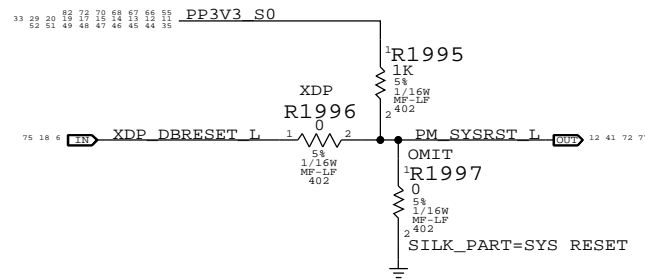 82 72 70 68 67 66 55
33 29 20 19 17 15 14 13 12 11
52 51 49 48 47 46 45 44 35
PP3V3_S0
1
R1995
1K
5%
1/16W
MF-LF
402
2
XDP
R1996
0
75 18 6 IN XDP_DBRESET_L 1 2 PM_SYSRST_L OUT 12 41 72 77
5%
1/16W
MF-LF
402
OMIT
1
R1997
0
5%
1/16W
MF-LF
402
2
SILK_PART=SYS RESET